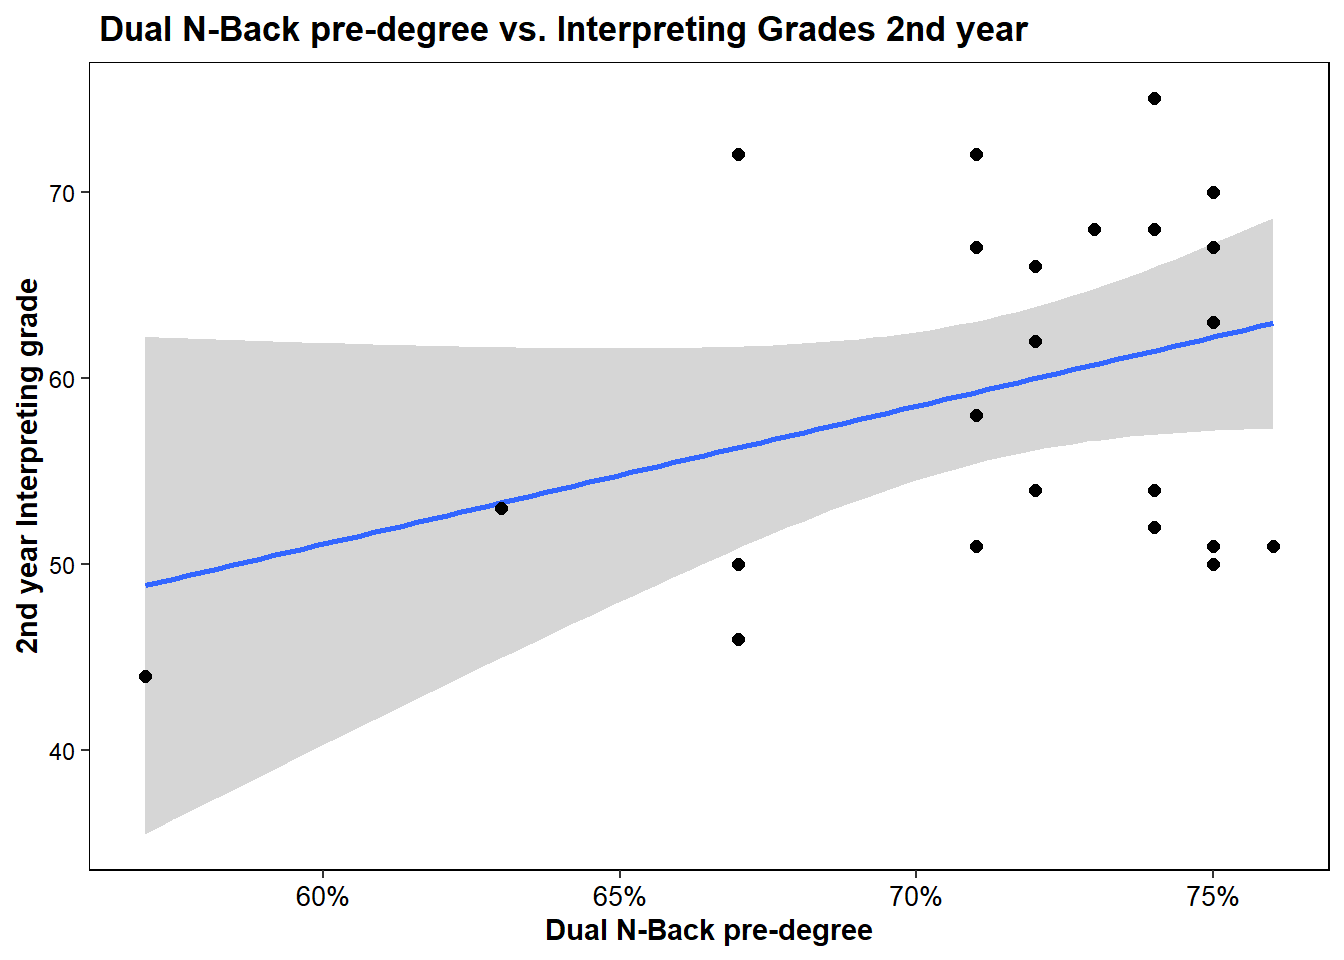 Dual N-Back pre-degree vs. Interpreting Grades 2nd year
2nd year Interpreting grade
70
60
50
40
60%
65%
70%
75%
Dual N-Back pre-degree